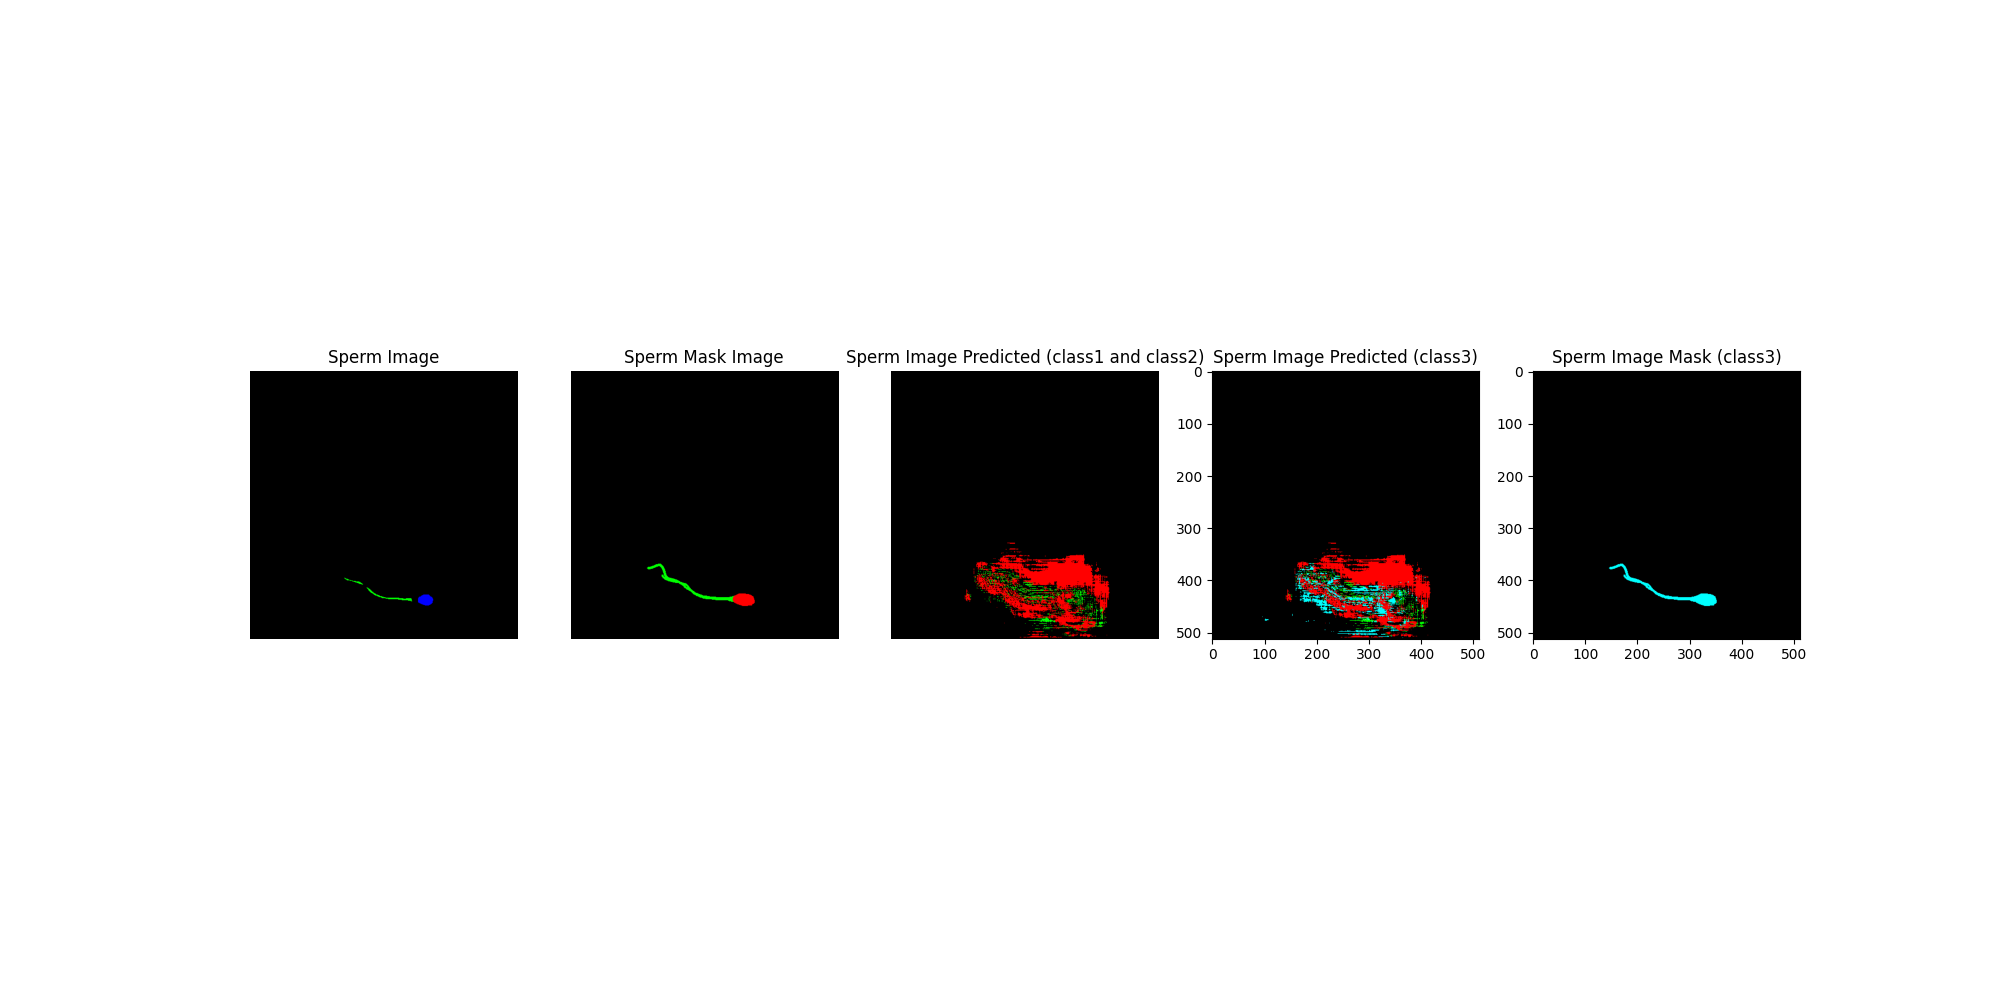 Sperm Image
Sperm Mask Image
Sperm Image Predicted (class1 and class2)
Sperm Image Predicted (class3)
Sperm Image Mask (class3)
0
100
200
300
400
500
0 100 200 300 400 500
0
100
200
300
400
500
0 100 200 300 400 500